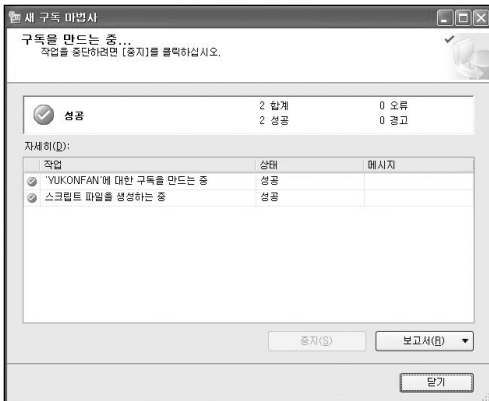 새 구독 마법사
구독을 만드는 중...
작업을 중단하려면 [중지]를 클릭하십시오.
성공
2 합계
0 오류
2 성공
0 경고
자세히(D):
작업 상태 메시지
'YUKONFAN'에 대한 구독을 만드는 중 성공
스크립트 파일을 생성하는 중 성공
중지(S)
보고서(R)
닫기